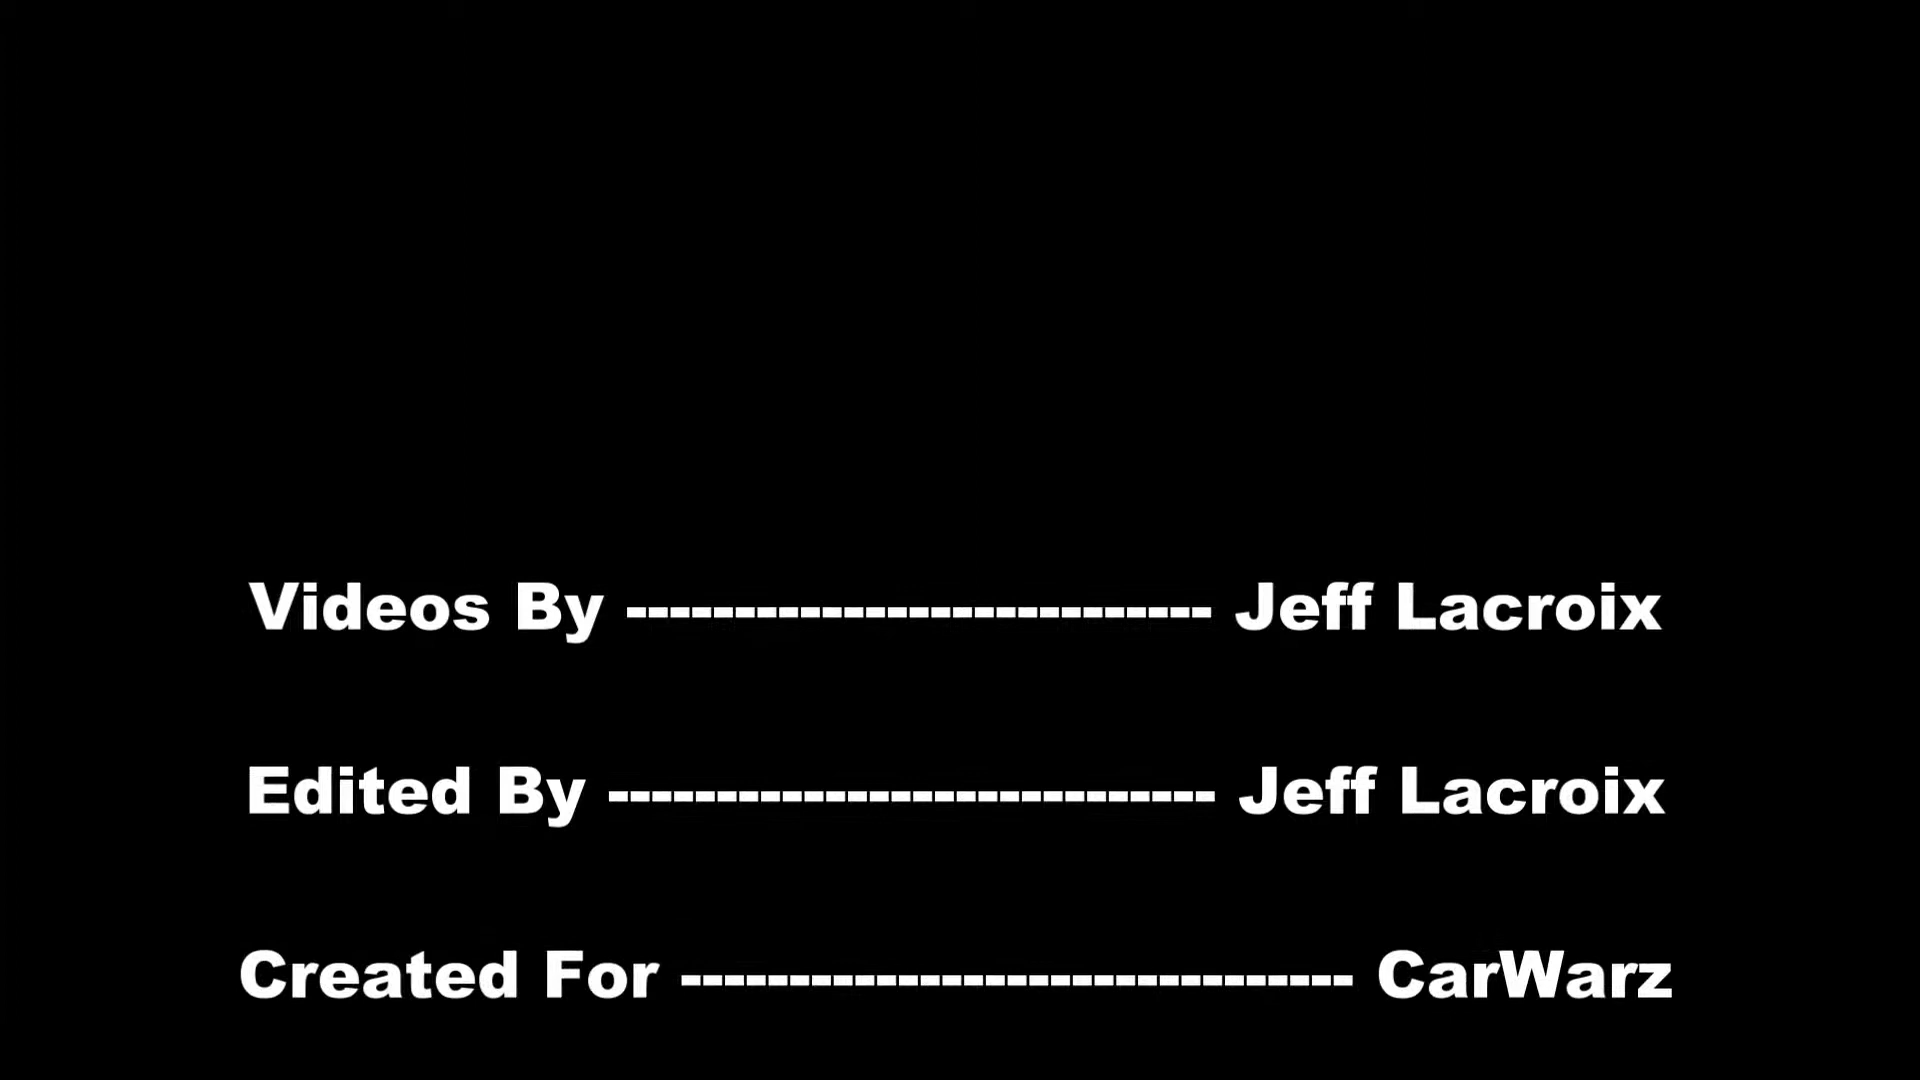 Videos By --------------------------- Jeff Lacroix
Edited By ---------------------------- Jeff Lacroix
Created For ------------------------------- CarWarz